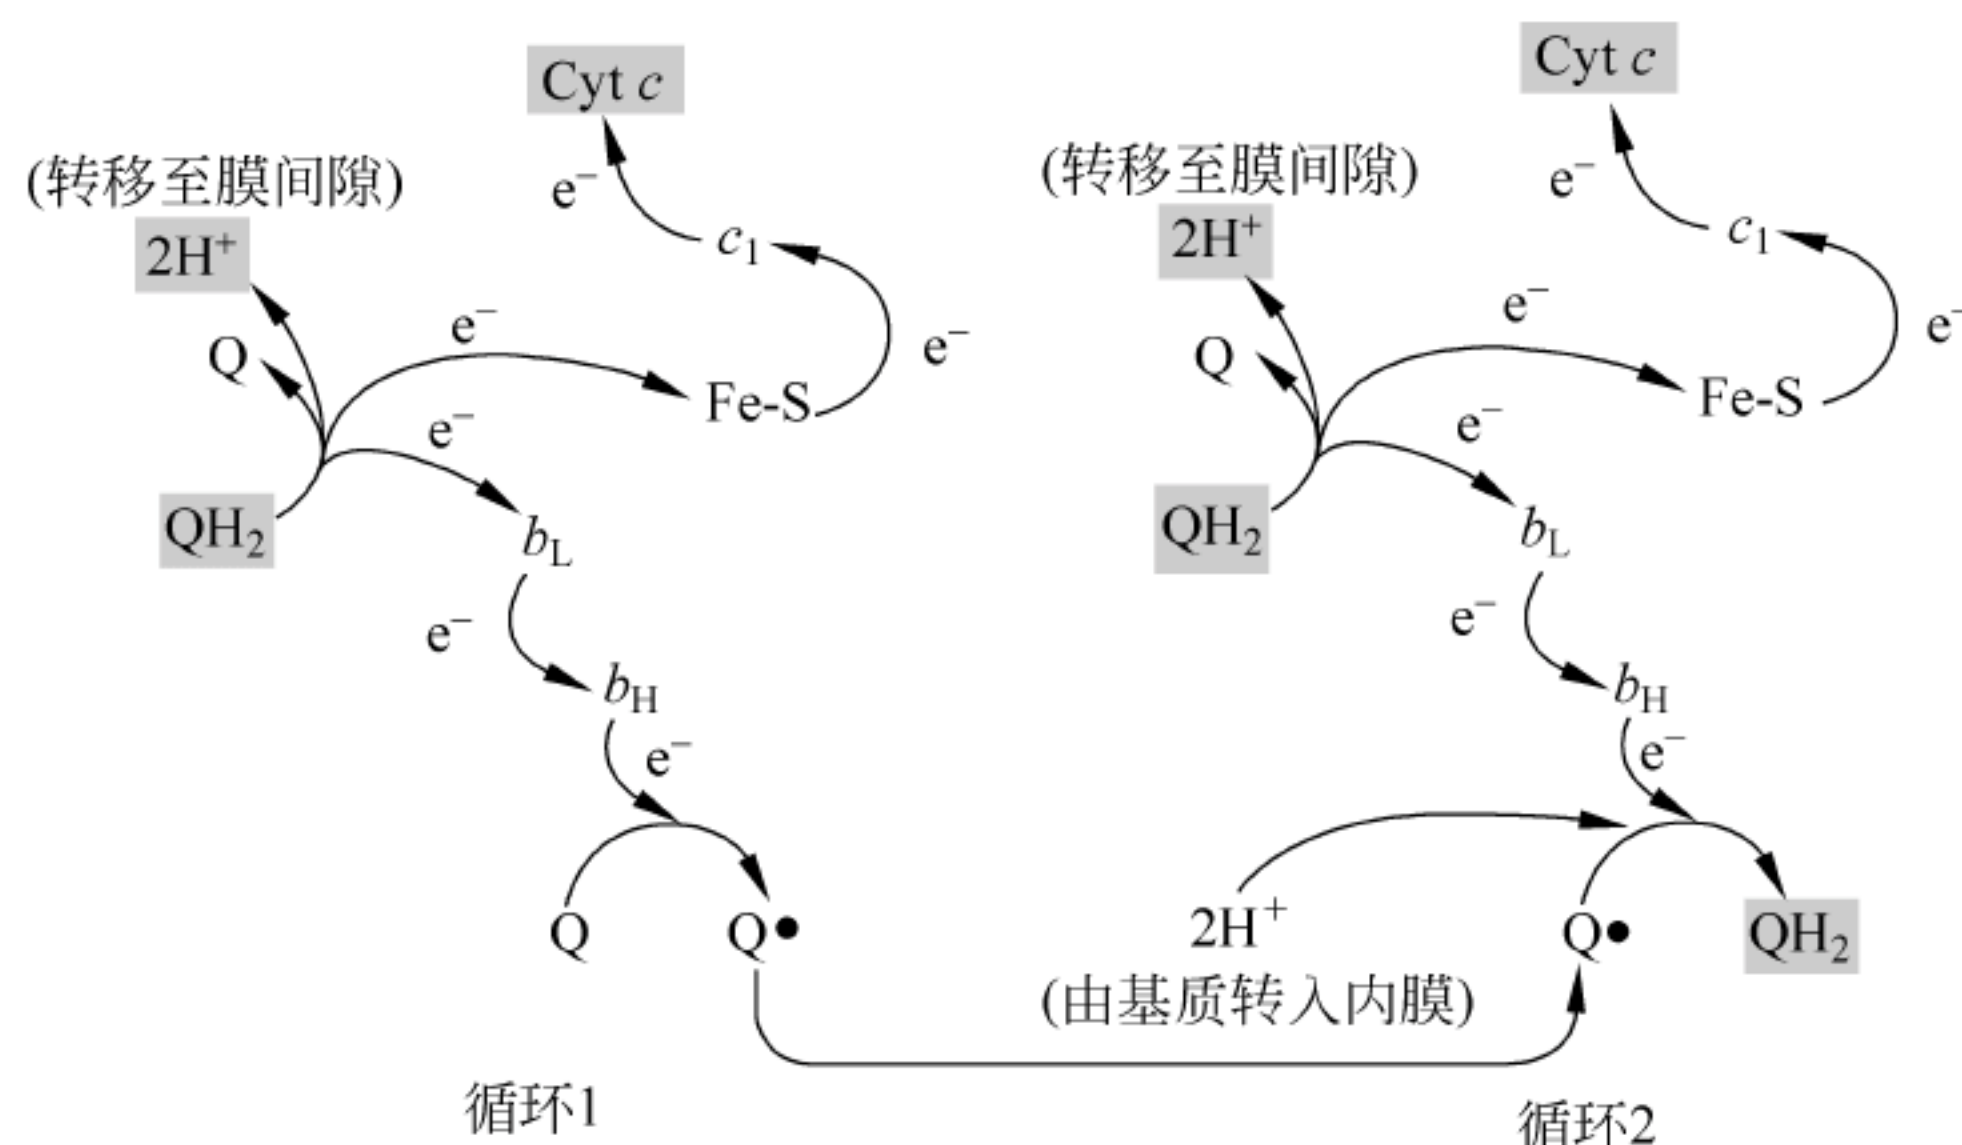 Cyt c
(转移至膜间隙)
2H⁺
e⁻
c₁
Q
e⁻
e⁻
Fe-S
e⁻
QH₂
b_L
e⁻
b_H
e⁻
Q
Q•
循环1
Cyt c
(转移至膜间隙)
e⁻
2H⁺
c₁
e⁻
e⁻
Q
Fe-S
e⁻
QH₂
b_L
e⁻
b_H
e⁻
2H⁺
(由基质转入内膜)
Q•
QH₂
循环2